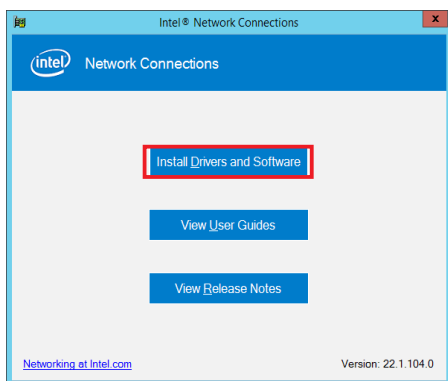 Intel® Network Connections
x
intel
Network Connections
Install Drivers and Software
View User Guides
View Release Notes
Networking at Intel.com
Version: 22.1.104.0